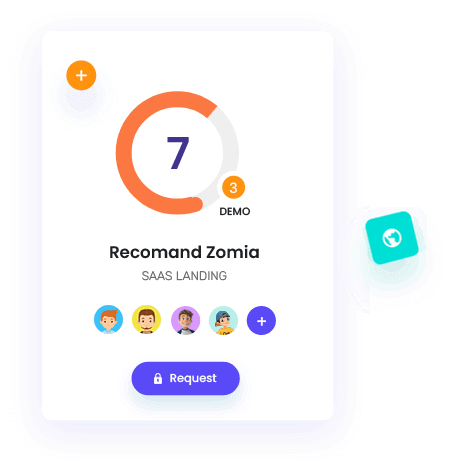 7
3
DEMO
Recomand Zomia
SAAS LANDING
Request